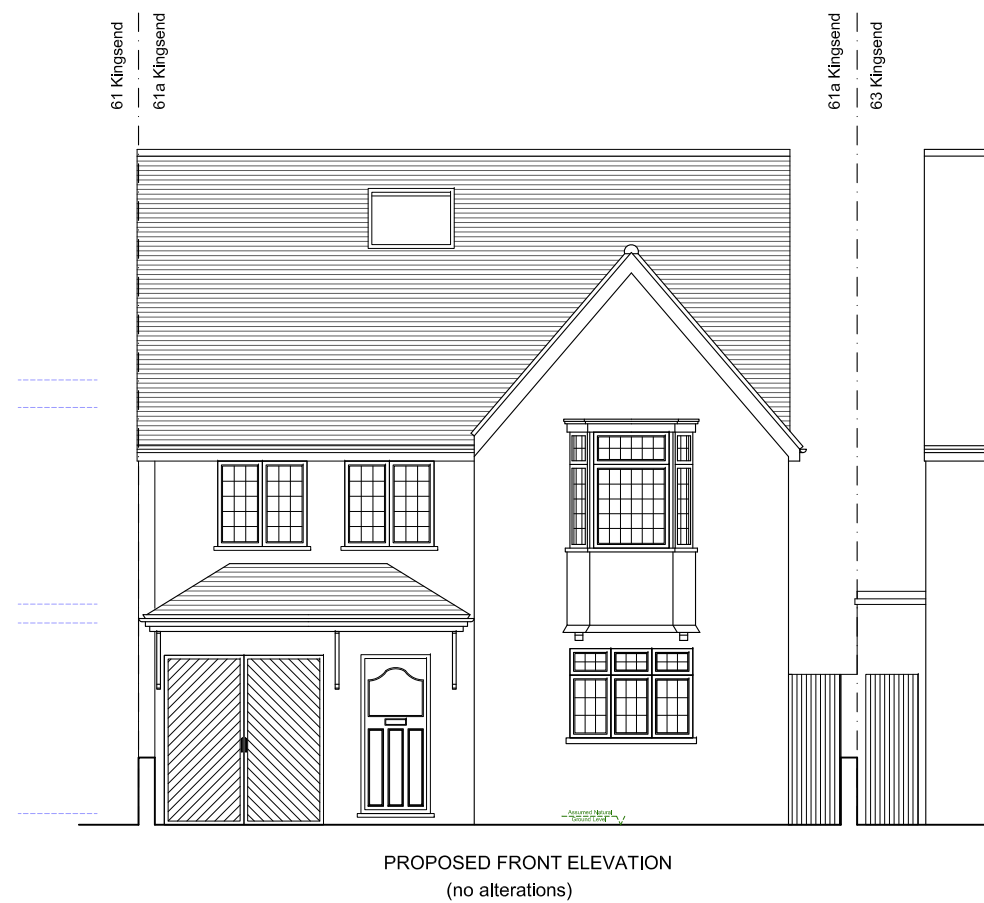 61 Kingsend
61a Kingsend
61a Kingsend
63 Kingsend
Assumed Natural
Ground Level
PROPOSED FRONT ELEVATION
(no alterations)